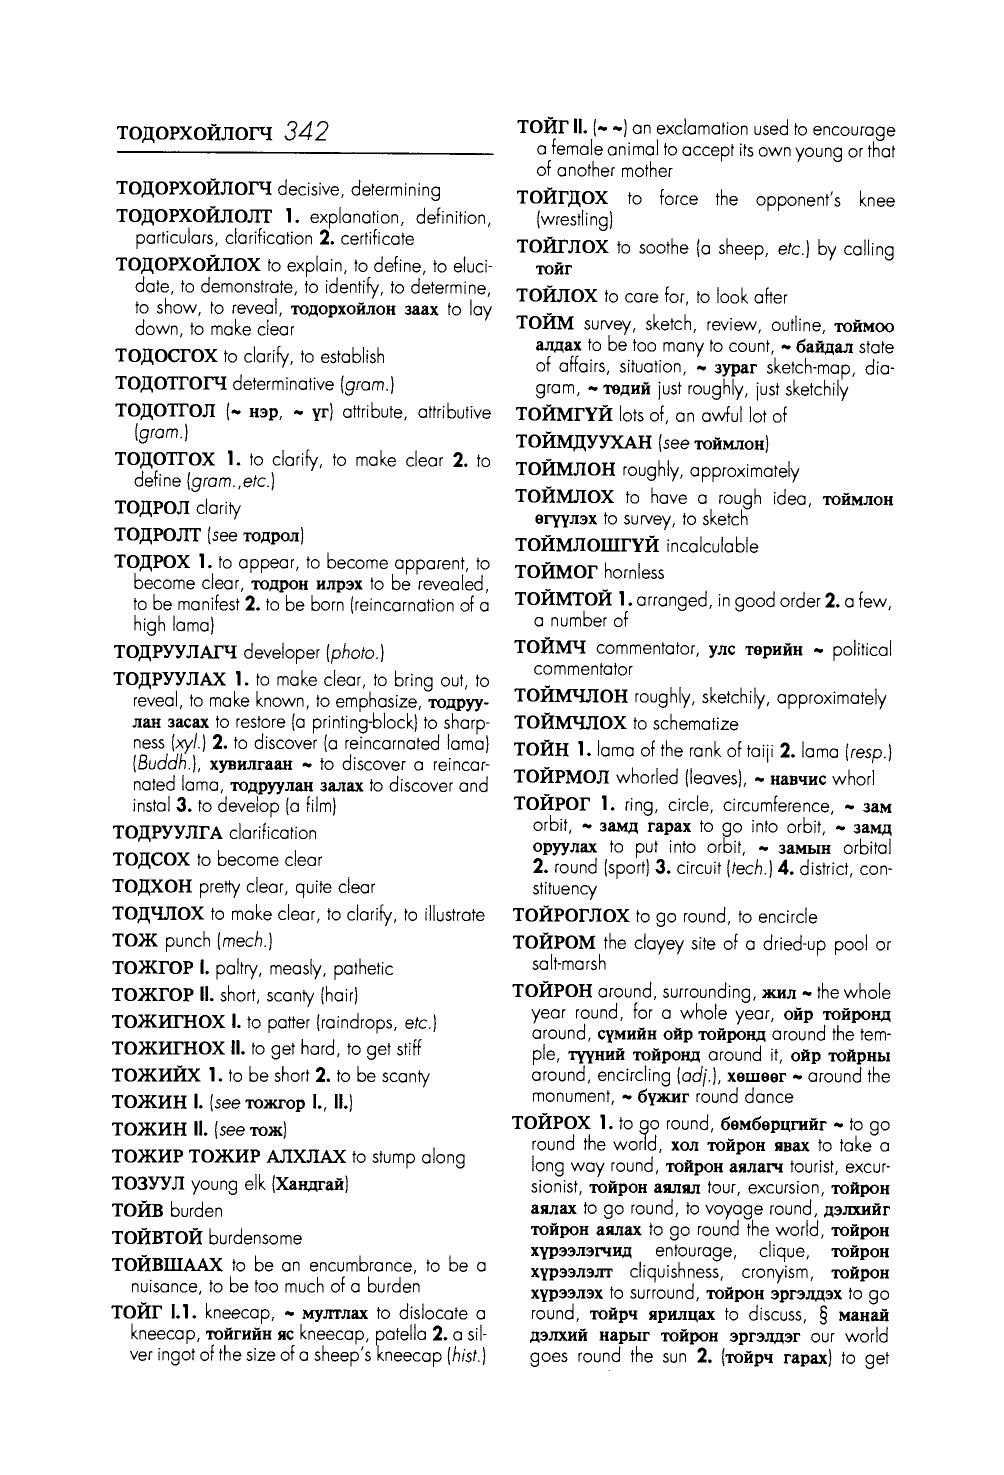 ТОДОРХОЙЛОГЧ 342
ТОДОРХОЙЛОГЧ decisive, determining
ТОДОРХОЙЛОЛТ 1. explanation, definition,
particulars, clarification 2. certificate
ТОДОРХОЙЛОХ to explain, to define, to eluci-
date, to demonstrate, to identify, to determine,
to show, to reveal, тодорхойлон заах to lay
down, to make clear
ТОДОСГОХ to clarify, to establish
ТОДОТГОГЧ determinative (gram.)
ТОДОТГОЛ (~ нэр, ~ үг) attribute, attributive
(gram.)
ТОДОТГОХ 1. to clarify, to make clear 2. to
define (gram.,etc.)
ТОДРОЛ clarity
ТОДРОЛТ (see тодрол)
ТОДРОХ 1. to appear, to become apparent, to
become clear, тодрон илрэх to be revealed,
to be manifest 2. to be born (reincarnation of a
high lama)
ТОДРУУЛАГЧ developer (photo.)
ТОДРУУЛАХ 1. to make clear, to bring out, to
reveal, to make known, to emphasize, тодруу-
лан засах to restore (a printing-block) to sharp-
ness (xyl.) 2. to discover (a reincarnated lama)
(Buddh.), хувилгаан ~ to discover a reincar-
nated lama, тодруулан залах to discover and
instal 3. to develop (a film)
ТОДРУУЛГА clarification
ТОДСОХ to become clear
ТОДХОН pretty clear, quite clear
ТОДЧЛОХ to make clear, to clarify, to illustrate
ТОЖ punch (mech.)
ТОЖГОР I. paltry, measly, pathetic
ТОЖГОР II. short, scanty (hair)
ТОЖИГНОХ I. to patter (raindrops, etc.)
ТОЖИГНОХ II. to get hard, to get stiff
ТОЖИЙХ 1. to be short 2. to be scanty
ТОЖИН I. (see тожгор I., II.)
ТОЖИН II. (see тож)
ТОЖИР ТОЖИР АЛХЛАХ to stump along
ТОЗУУЛ young elk (Хандгай)
ТОЙВ burden
ТОЙВТОЙ burdensome
ТОЙВШААХ to be an encumbrance, to be a
nuisance, to be too much of a burden
ТОЙГ I.1. kneecap, ~ мултлах to dislocate a
kneecap, тойгийн яс kneecap, patella 2. a sil-
ver ingot of the size of a sheep's kneecap (hist.)
ТОЙГ II. (~ ~) an exclamation used to encourage
a female animal to accept its own young or that
of another mother
ТОЙГДОХ to force the opponent's knee
(wrestling)
ТОЙГЛОХ to soothe (a sheep, etc.) by calling
тойг
ТОЙЛОХ to care for, to look after
ТОЙМ survey, sketch, review, outline, тоймоо
алдах to be too many to count, ~ байдал state
of affairs, situation, ~ зураг sketch-map, dia-
gram, ~ төдий just roughly, just sketchily
ТОЙМГҮЙ lots of, an awful lot of
ТОЙМДУУХАН (see тоймлон)
ТОЙМЛОН roughly, approximately
ТОЙМЛОХ to have a rough idea, тоймлон
өгүүлэх to survey, to sketch
ТОЙМЛОШГҮЙ incalculable
ТОЙМОГ hornless
ТОЙМТОЙ 1. arranged, in good order 2. a few,
a number of
ТОЙМЧ commentator, улс төрийн ~ political
commentator
ТОЙМЧЛОН roughly, sketchily, approximately
ТОЙМЧЛОХ to schematize
ТОЙН 1. lama of the rank of taiji 2. lama (resp.)
ТОЙРМОЛ whorled (leaves), ~ навчис whorl
ТОЙРОГ 1. ring, circle, circumference, ~ зам
orbit, ~ замд гарах to go into orbit, ~ замд
оруулах to put into orbit, ~ замын orbital
2. round (sport) 3. circuit (tech.) 4. district, con-
stituency
ТОЙРОГЛОХ to go round, to encircle
ТОЙРОМ the clayey site of a dried-up pool or
salt-marsh
ТОЙРОН around, surrounding, жил ~ the whole
year round, for a whole year, ойр тойронд
around, сүмийн ойр тойронд around the tem-
ple, түүний тойронд around it, ойр тойрны
around, encircling (adj.), хөшөөг ~ around the
monument, ~ бүжиг round dance
ТОЙРОХ 1. to go round, бөмбөрцгийг ~ to go
round the world, хол тойрон явах to take a
long way round, тойрон аялагч tourist, excur-
sionist, тойрон аялал tour, excursion, тойрон
аялах to go round, to voyage round, дэлхийг
тойрон аялах to go round the world, тойрон
хүрээлэгчид entourage, clique, тойрон
хүрээлэлт cliquishness, cronyism, тойрон
хүрээлэх to surround, тойрон эргэлдэх to go
round, тойрч ярилцах to discuss, § манай
дэлхий нарыг тойрон эргэлдэг our world
goes round the sun 2. (тойрч гарах) to get